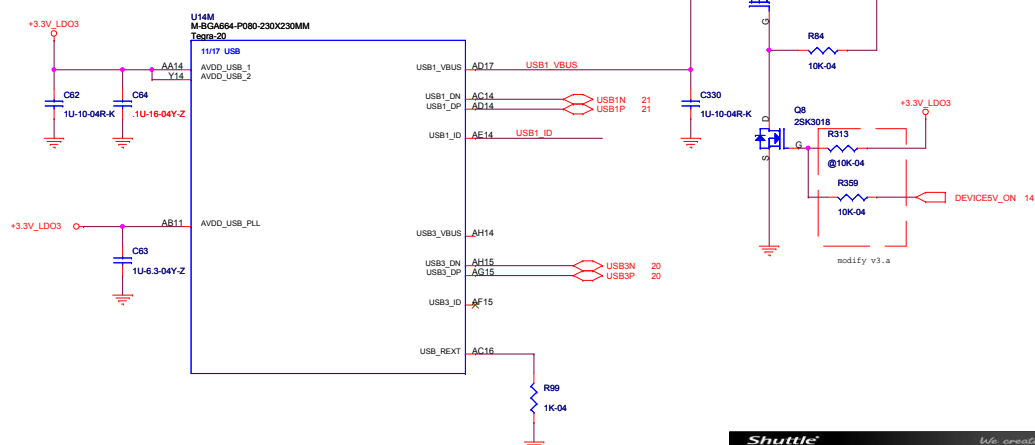 U14M
M-BGA664-P080-230X230MM
Tegra-20
11/17 USB
+3.3V_LDO3
AA14
Y14
AVDD_USB_1
AVDD_USB_2
C62
1U-10-04R-K
C64
.1U-16-04Y-Z
+3.3V_LDO3
AB11
AVDD_USB_PLL
C63
1U-6.3-04Y-Z
USB1_VBUS
AD17
USB1_VBUS
USB1_DN
USB1_DP
AC14
AD14
USB1N 21
USB1P 21
USB1_ID
AE14
USB1_ID
C330
1U-10-04R-K
USB3_VBUS
AH14
USB3_DN
USB3_DP
AH15
AG15
USB3N 20
USB3P 20
USB3_ID
AF15
USB_REXT
AC16
R99
1K-04
G
R84
10K-04
Q8
2SK3018
D
G
S
+3.3V_LDO3
R313
@10K-04
R359
10K-04
DEVICE5V_ON 14
modify v3.a
Shuttle
We creat